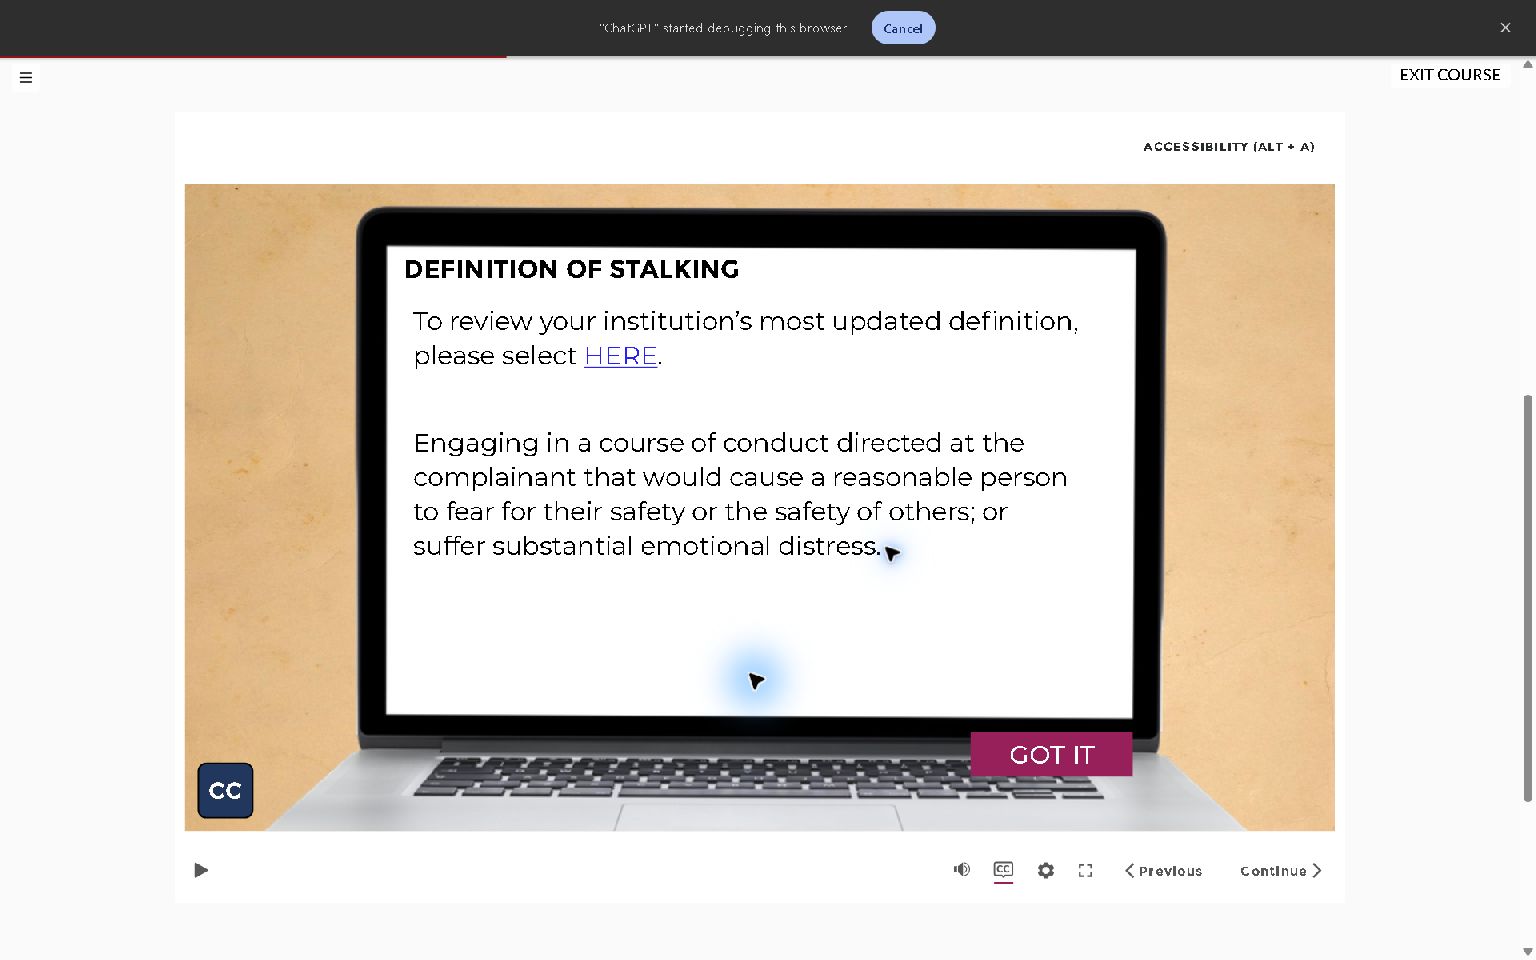 "ChatGPT" started debugging this browser
Cancel
EXIT COURSE
ACCESSIBILITY (ALT + A)
DEFINITION OF STALKING
To review your institution’s most updated definition,
please select HERE.
Engaging in a course of conduct directed at the
complainant that would cause a reasonable person
to fear for their safety or the safety of others; or
suffer substantial emotional distress.
GOT IT
CC
CC
Previous
Continue